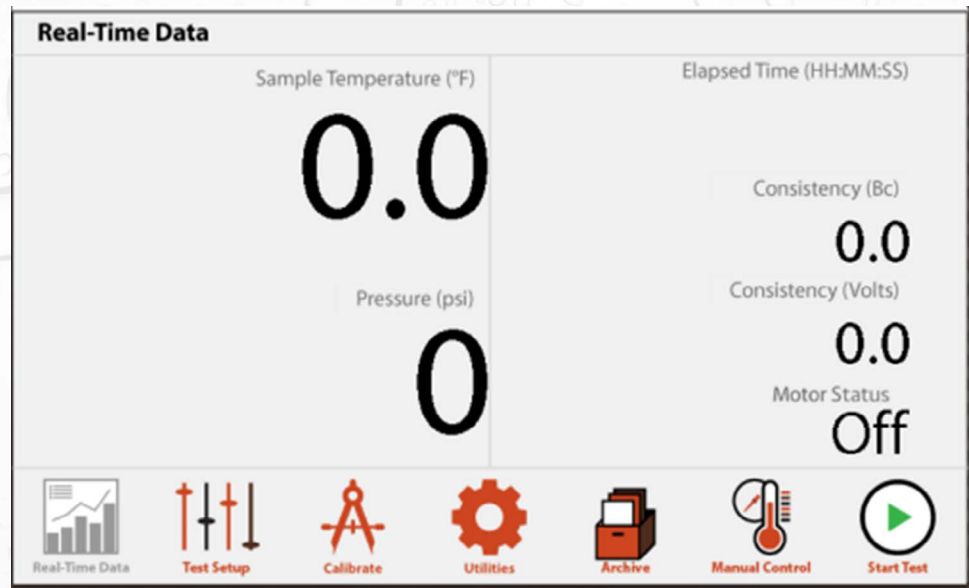 Real-Time Data
Sample Temperature (°F)
0.0
Pressure (psi)
0
Elapsed Time (HH:MM:SS)
Consistency (Bc)
0.0
Consistency (Volts)
0.0
Motor Status
Off
Real-Time Data
Test Setup
Calibrate
Utilities
Archive
Manual Control
Start Test